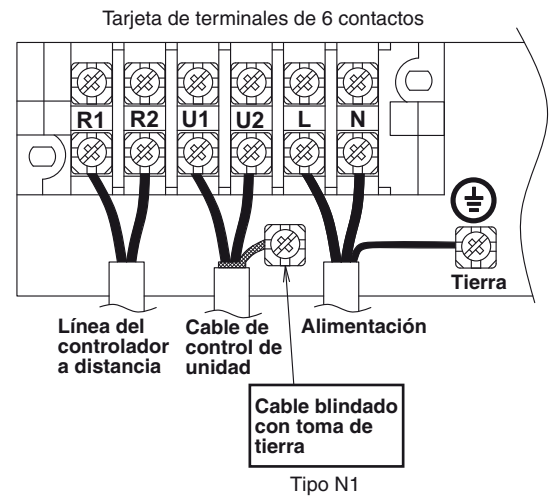 Tarjeta de terminales de 6 contactos
R1 R2 U1 U2 L N
Tierra
Línea del
controlador
a distancia
Cable de
control de
unidad
Alimentación
Cable blindado
con toma de
tierra
Tipo N1